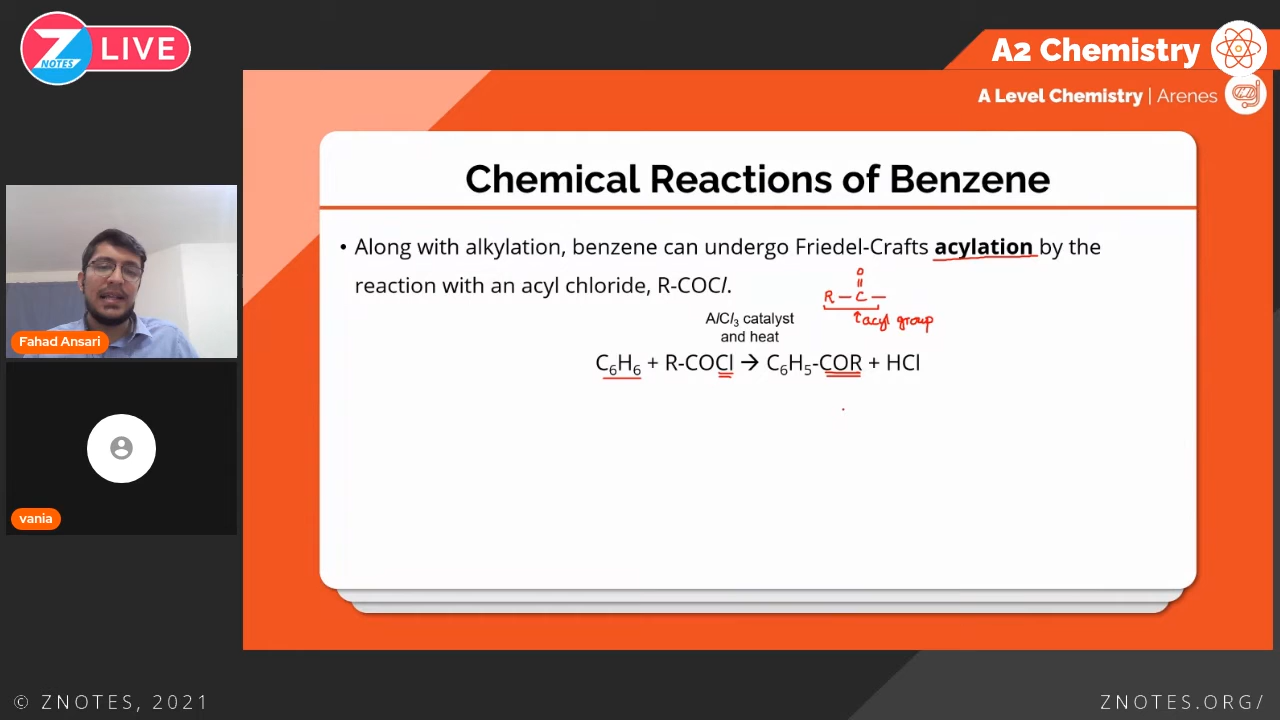 Z NOTES LIVE
A2 Chemistry
A Level Chemistry | Arenes
Chemical Reactions of Benzene
• Along with alkylation, benzene can undergo Friedel-Crafts acylation by the
reaction with an acyl chloride, R-COCl.
O
R – C –
acyl group
AlCl₃ catalyst
and heat
C₆H₆ + R-COCl → C₆H₅-COR + HCl
Fahad Ansari
vania
© ZNOTES, 2021
ZNOTES.ORG/